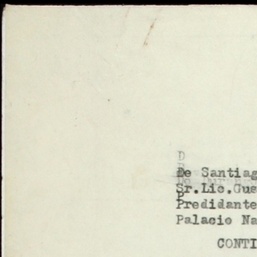 D
De Santiag
Sr.Lic.Gus
Predidante
Palacio Na
CONTI